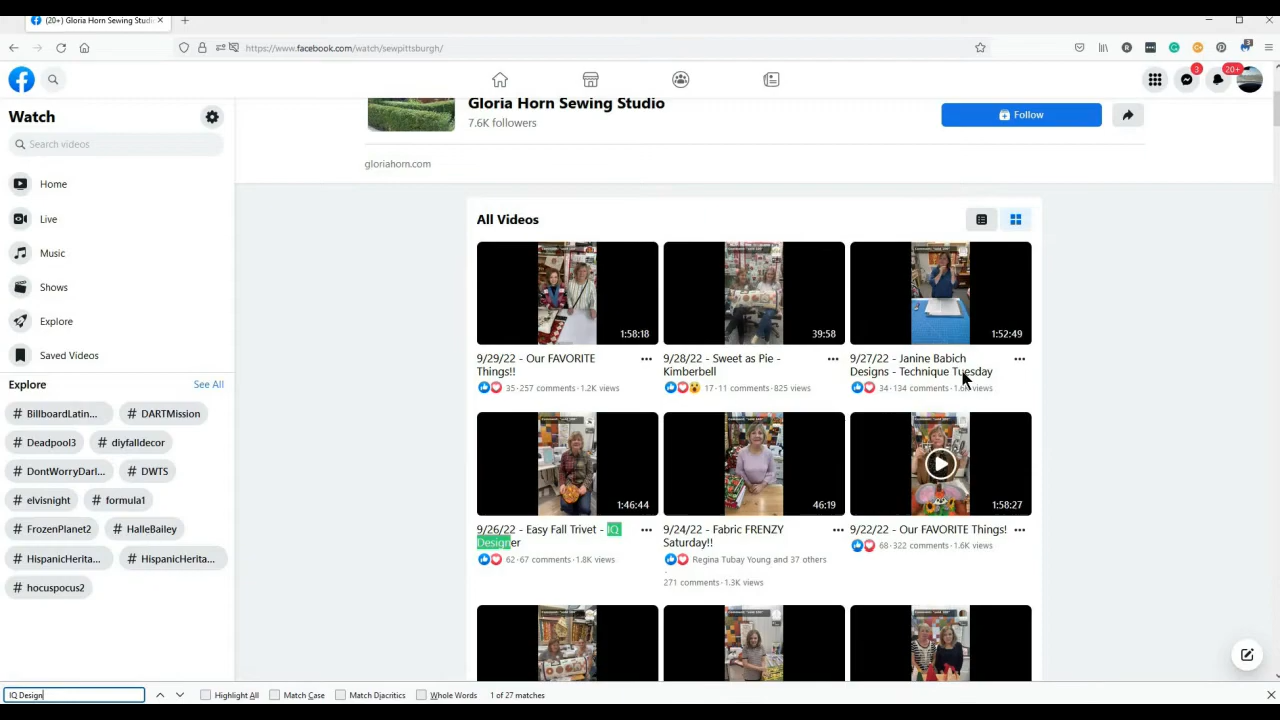 (20+) Gloria Horn Sewing Studi
https://www.facebook.com/watch/sewpittsburgh/
3
3
20+
Watch
Search videos
Home
Live
Music
Shows
Explore
Saved Videos
Explore
See All
# BillboardLatin...
# DARTMission
# Deadpool3
# diyfalldecor
# DontWorryDarl...
# DWTS
# elvisnight
# formula1
# FrozenPlanet2
# HalleBailey
# HispanicHerita...
# HispanicHerita...
# hocuspocus2
Gloria Horn Sewing Studio
7.6K followers
Follow
gloriahorn.com
All Videos
1:58:18
39:58
1:52:49
9/29/22 - Our FAVORITE
Things!!
35·257 comments·1.2K views
9/28/22 - Sweet as Pie -
Kimberbell
17·11 comments·825 views
9/27/22 - Janine Babich
Designs - Technique Tuesday
34·134 comments·1.6K views
1:46:44
46:19
1:58:27
9/26/22 - Easy Fall Trivet - IQ
Designer
62·67 comments·1.8K views
9/24/22 - Fabric FRENZY
Saturday!!
Regina Tubay Young and 37 others
·
271 comments·1.3K views
9/22/22 - Our FAVORITE Things!
68·322 comments·1.6K views
IQ Design
Highlight All
Match Case
Match Diacritics
Whole Words
1 of 27 matches